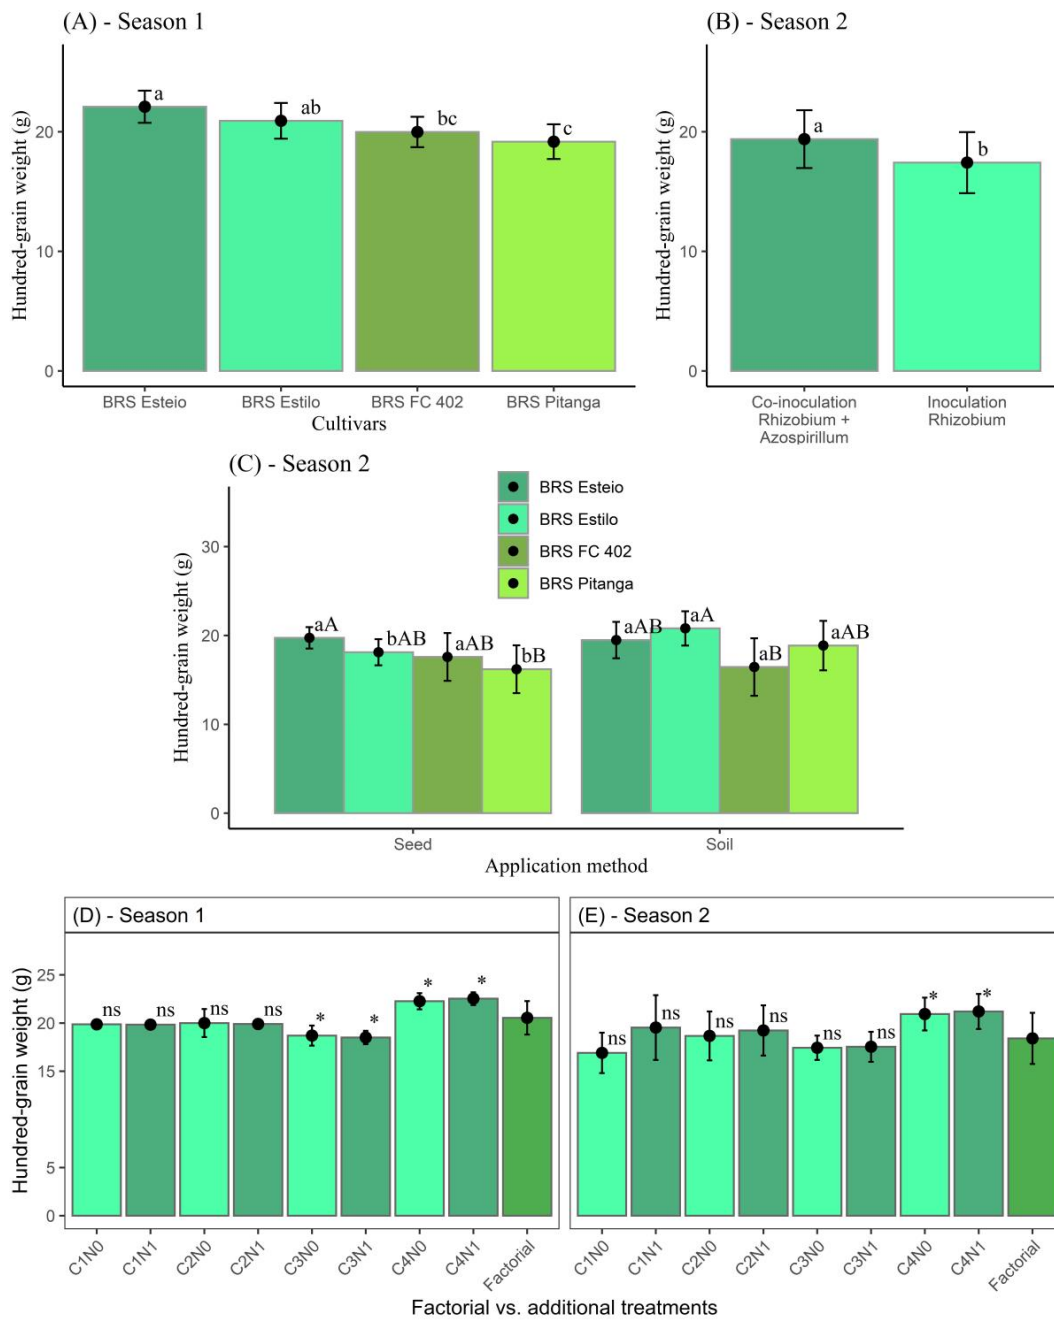 (A) - Season 1
Hundred-grain weight (g)
20
10
0
a
ab
bc
c
BRS Esteio
BRS Estilo
BRS FC 402
BRS Pitanga
Cultivars
(B) - Season 2
Hundred-grain weight (g)
20
10
0
a
b
Co-inoculation
Rhizobium +
Azospirillum
Inoculation
Rhizobium
(C) - Season 2
BRS Esteio
BRS Estilo
BRS FC 402
BRS Pitanga
Hundred-grain weight (g)
30
20
10
0
aA
bAB
aAB
bB
aAB
aA
aB
aAB
Seed
Soil
Application method
(D) - Season 1
Hundred-grain weight (g)
25
20
15
5
0
ns
ns
ns
ns
*
*
*
*
C1N0
C1N1
C2N0
C2N1
C3N0
C3N1
C4N0
C4N1
Factorial
(E) - Season 2
ns
ns
ns
ns
ns
ns
*
*
C1N0
C1N1
C2N0
C2N1
C3N0
C3N1
C4N0
C4N1
Factorial
Factorial vs. additional treatments